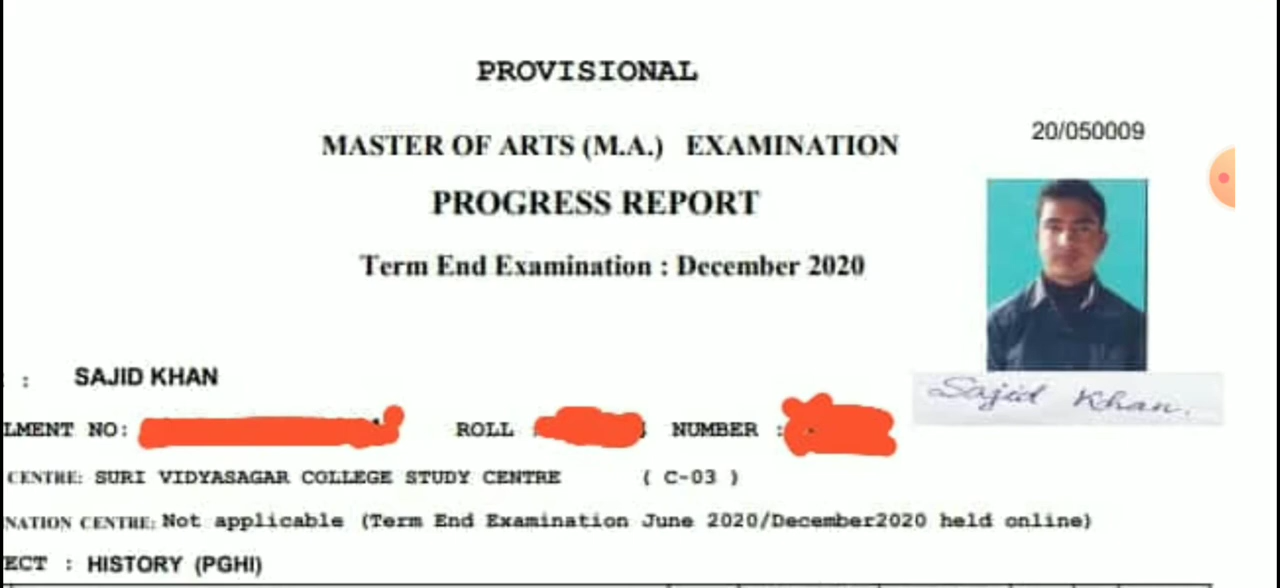 PROVISIONAL
20/050009
MASTER OF ARTS (M.A.) EXAMINATION
PROGRESS REPORT
Term End Examination : December 2020
: SAJID KHAN
Sajid Khan.
LMENT NO: ROLL : NUMBER :
CENTRE: SURI VIDYASAGAR COLLEGE STUDY CENTRE ( C-03 )
NATION CENTRE: Not applicable (Term End Examination June 2020/December2020 held online)
ECT : HISTORY (PGHI)